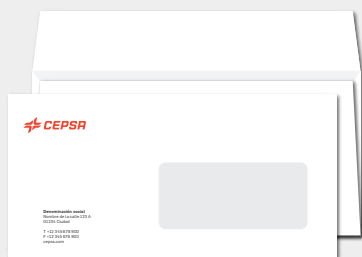 CEPSA
Denominación social
Nombre de la calle 123 A
01234 Ciudad
T +12 345 678 900
F +12 345 678 903
cepsa.com